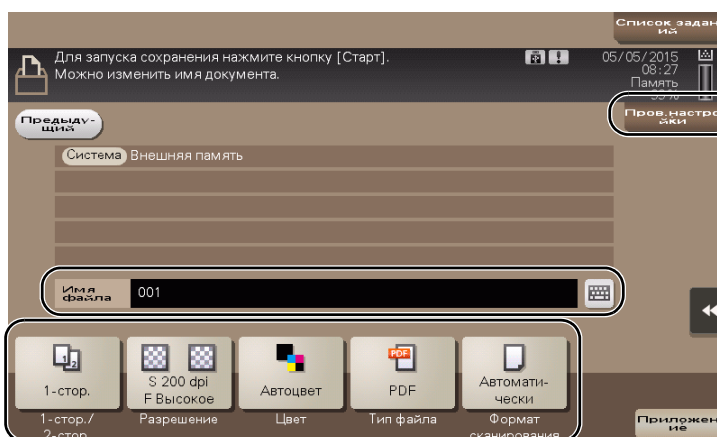 Список задан
ий
Для запуска сохранения нажмите кнопку [Старт].
Можно изменить имя документа.
05/05/2015
08:27
Память
99%
Предыду-
щий
Пров.настро
йки
Система Внешняя память
Имя
файла
001
1-стор.
S 200 dpi
F Высокое
Автоцвет
PDF
PDF
Автомати-
чески
1-стор./
2-стор.
Разрешение
Цвет
Тип файла
Формат
сканирования
Приложен
ие